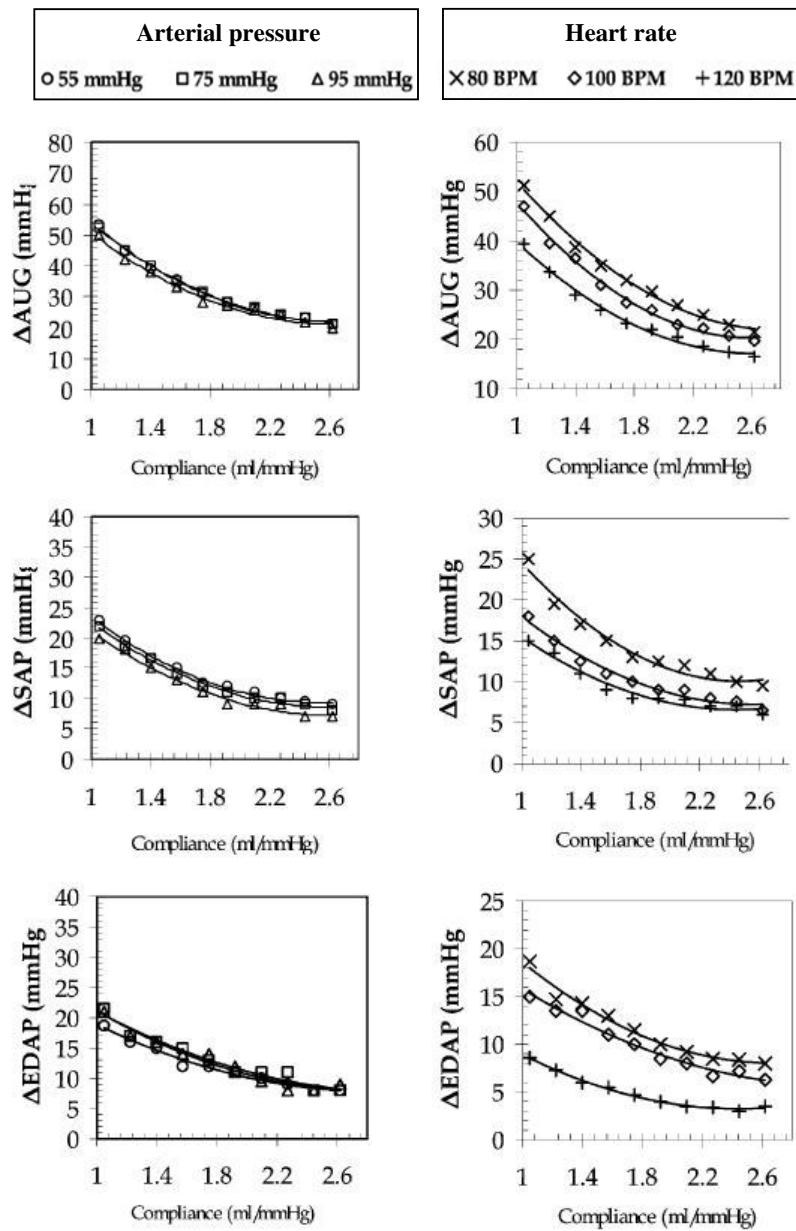 Arterial pressure
55 mmHg 75 mmHg 95 mmHg
Heart rate
80 BPM 100 BPM 120 BPM
ΔAUG (mmHg
80
70
60
50
40
30
20
10
0
1 1.4 1.8 2.2 2.6
Compliance (ml/mmHg)
ΔAUG (mmHg
60
50
40
30
20
10
1 1.4 1.8 2.2 2.6
Compliance (ml/mmHg)
ΔSAP (mmHg
40
35
30
25
20
15
10
5
0
1 1.4 1.8 2.2 2.6
Compliance (ml/mmHg)
ΔSAP (mmHg
30
25
20
15
10
5
0
1 1.4 1.8 2.2 2.6
Compliance (ml/mmHg)
ΔEDAP (mmHg
40
35
30
25
20
15
10
5
0
1 1.4 1.8 2.2 2.6
Compliance (ml/mmHg)
ΔEDAP (mmHg
25
20
15
10
5
0
1 1.4 1.8 2.2 2.6
Compliance (ml/mmHg)